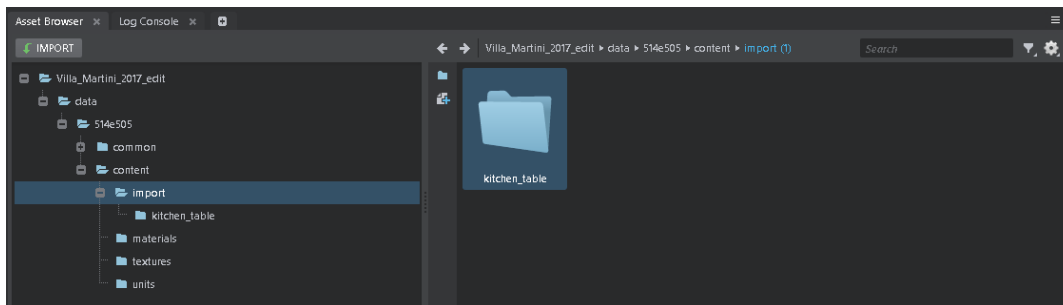 Asset Browser
Log Console
IMPORT
Villa_Martini_2017_edit data 514e505 content import (1)
Search
Villa_Martini_2017_edit
data
514e505
common
content
import
kitchen_table
materials
textures
units
kitchen_table